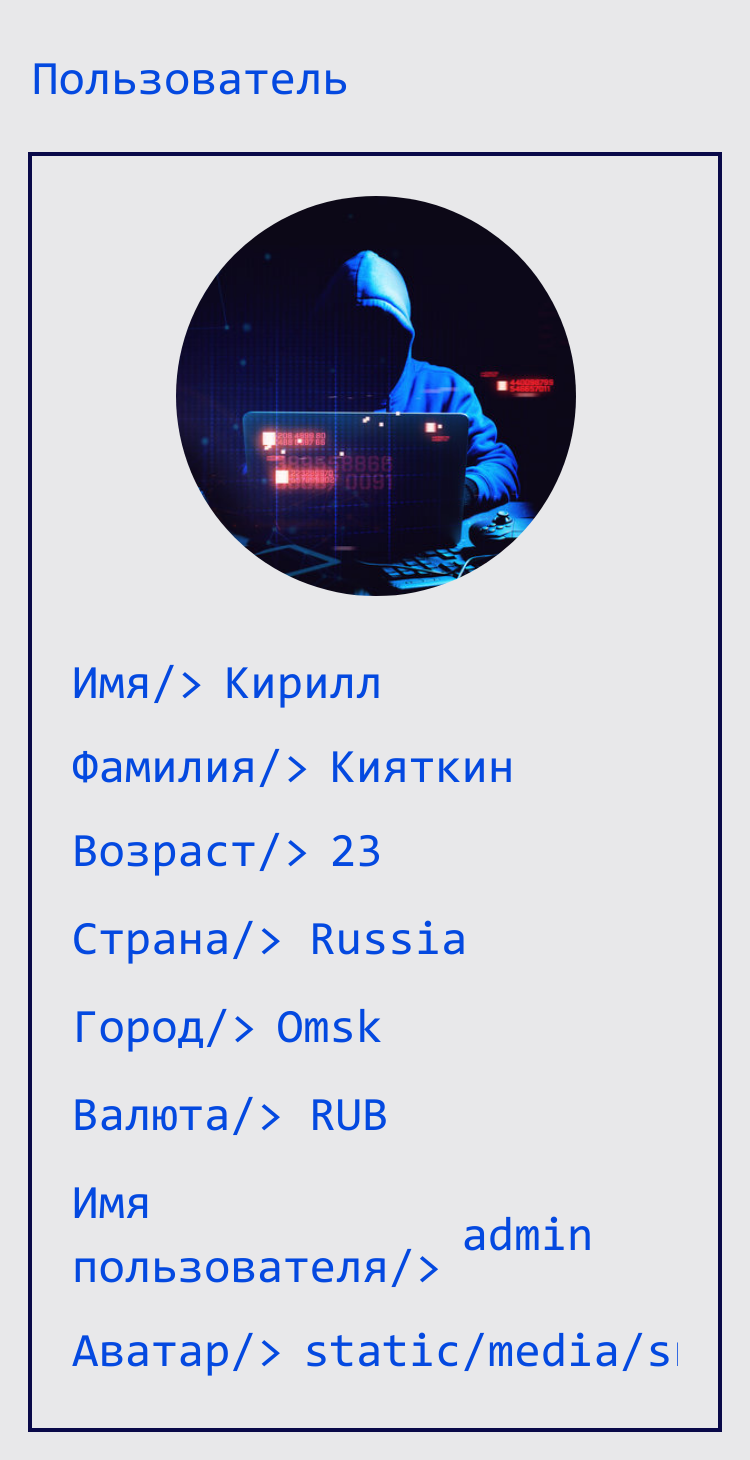 Пользователь
Имя/> Кирилл
Фамилия/> Кияткин
Возраст/> 23
Страна/> Russia
Город/> Omsk
Валюта/> RUB
Имя
пользователя/> admin
Аватар/> static/media/s